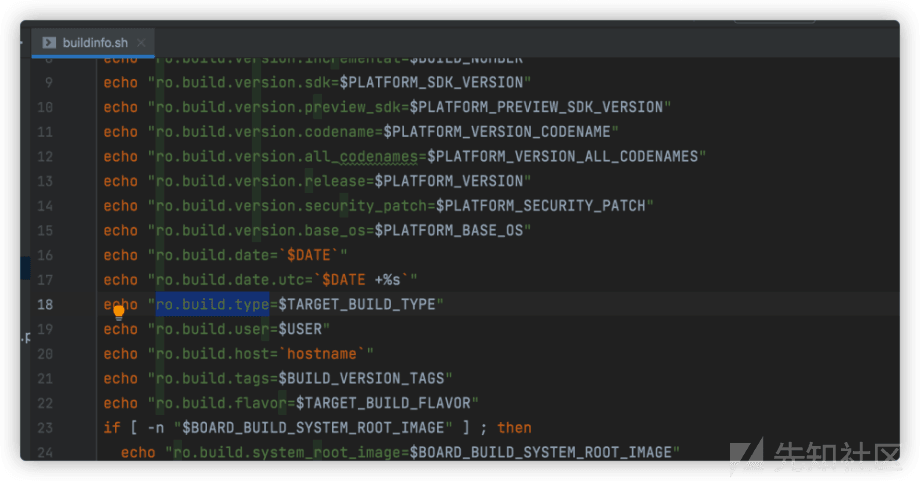 buildinfo.sh
8 echo "ro.build.version.incremental=$BUILD_NUMBER"
9 echo "ro.build.version.sdk=$PLATFORM_SDK_VERSION"
10 echo "ro.build.version.preview_sdk=$PLATFORM_PREVIEW_SDK_VERSION"
11 echo "ro.build.version.codename=$PLATFORM_VERSION_CODENAME"
12 echo "ro.build.version.all_codenames=$PLATFORM_VERSION_ALL_CODENAMES"
13 echo "ro.build.version.release=$PLATFORM_VERSION"
14 echo "ro.build.version.security_patch=$PLATFORM_SECURITY_PATCH"
15 echo "ro.build.version.base_os=$PLATFORM_BASE_OS"
16 echo "ro.build.date=`$DATE`"
17 echo "ro.build.date.utc=`$DATE +%s`"
18 echo "ro.build.type=$TARGET_BUILD_TYPE"
19 echo "ro.build.user=$USER"
.p
20 echo "ro.build.host=`hostname`"
21 echo "ro.build.tags=$BUILD_VERSION_TAGS"
22 echo "ro.build.flavor=$TARGET_BUILD_FLAVOR"
23 if [ -n "$BOARD_BUILD_SYSTEM_ROOT_IMAGE" ] ; then
24 echo "ro.build.system_root_image=$BOARD_BUILD_SYSTEM_ROOT_IMAGE"
先知社区